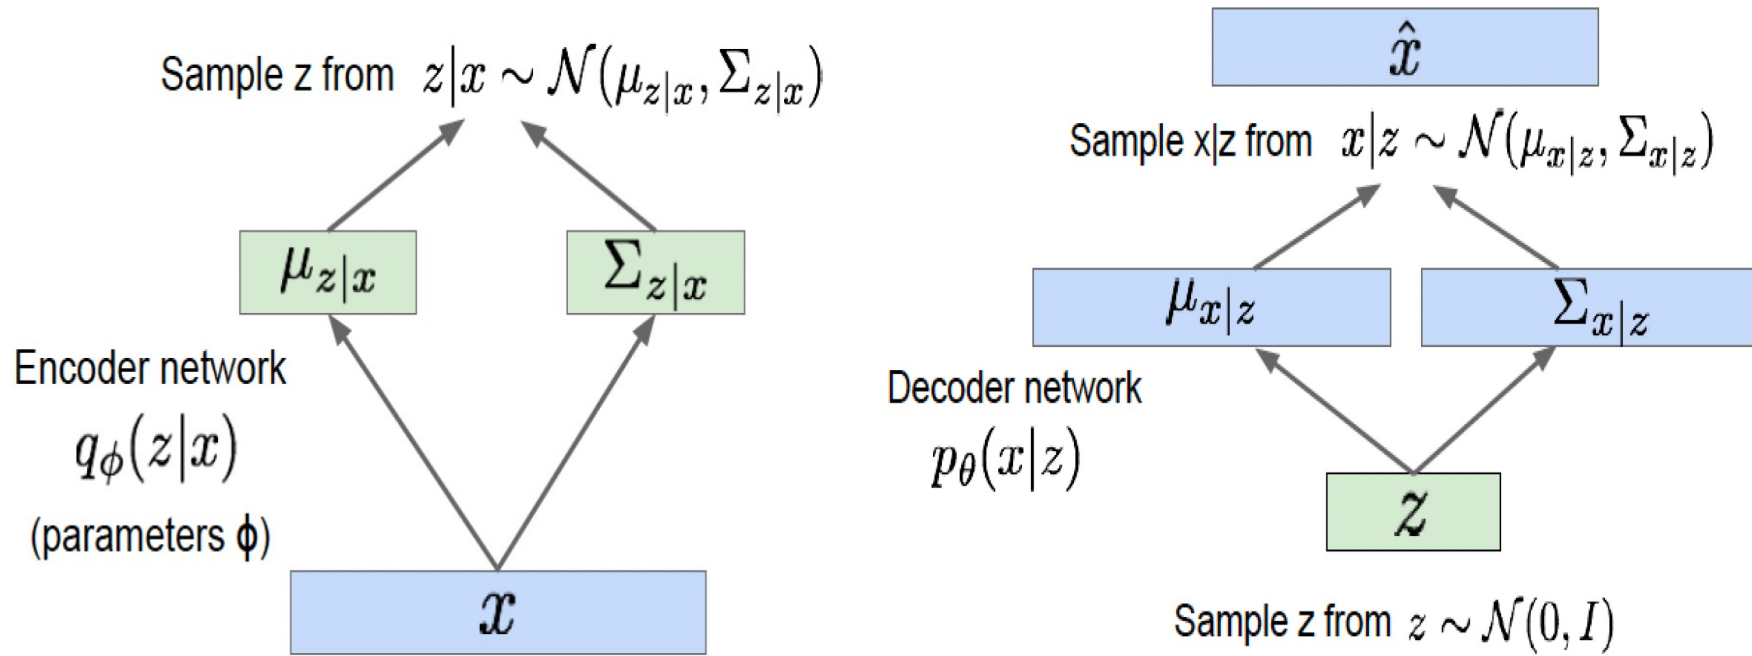 Sample z from z|x ∼ 𝒩(μ_{z|x}, Σ_{z|x})
μ_{z|x}
Σ_{z|x}
Encoder network
q_ϕ(z|x)
(parameters ϕ)
x
x̂
Sample x|z from x|z ∼ 𝒩(μ_{x|z}, Σ_{x|z})
μ_{x|z}
Σ_{x|z}
Decoder network
p_θ(x|z)
z
Sample z from z ∼ 𝒩(0, I)